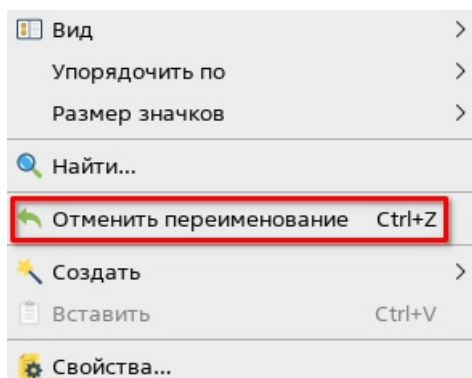 Вид
Упорядочить по
Размер значков
Найти...
Отменить переименование Ctrl+Z
Создать
Вставить Ctrl+V
Свойства...